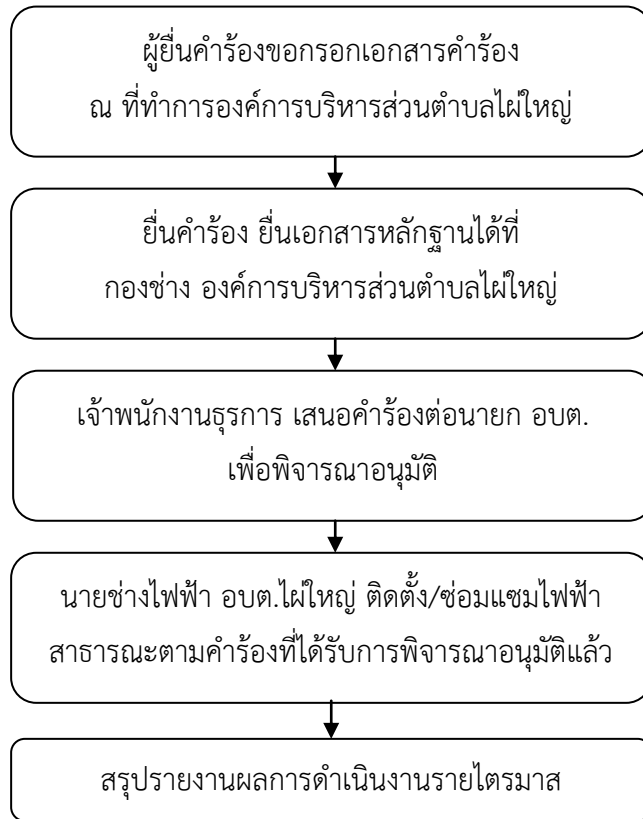 ผู้ยื่นคำร้องขอกรอกเอกสารคำร้อง
ณ ที่ทำการองค์การบริหารส่วนตำบลไผ่ใหญ่
ยื่นคำร้อง ยื่นเอกสารหลักฐานได้ที่
กองช่าง องค์การบริหารส่วนตำบลไผ่ใหญ่
เจ้าพนักงานธุรการ เสนอคำร้องต่อนายก อบต.
เพื่อพิจารณาอนุมัติ
นายช่างไฟฟ้า อบต.ไผ่ใหญ่ ติดตั้ง/ซ่อมแซมไฟฟ้า
สาธารณะตามคำร้องที่ได้รับการพิจารณาอนุมัติแล้ว
สรุปรายงานผลการดำเนินงานรายไตรมาส